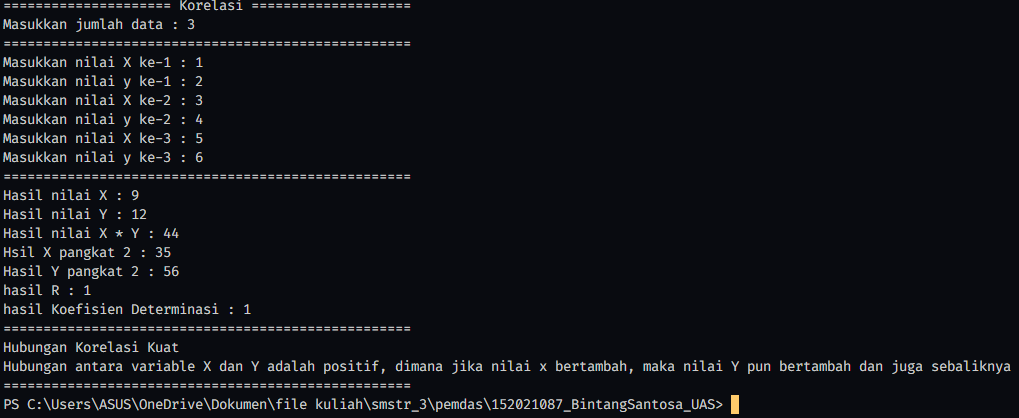 ===================== Korelasi ====================
Masukkan jumlah data : 3
===================================================
Masukkan nilai X ke-1 : 1
Masukkan nilai y ke-1 : 2
Masukkan nilai X ke-2 : 3
Masukkan nilai y ke-2 : 4
Masukkan nilai X ke-3 : 5
Masukkan nilai y ke-3 : 6
===================================================
Hasil nilai X : 9
Hasil nilai Y : 12
Hasil nilai X * Y : 44
Hsil X pangkat 2 : 35
Hasil Y pangkat 2 : 56
hasil R : 1
hasil Koefisien Determinasi : 1
===================================================
Hubungan Korelasi Kuat
Hubungan antara variable X dan Y adalah positif, dimana jika nilai x bertambah, maka nilai Y pun bertambah dan juga sebaliknya
===================================================
PS C:\Users\ASUS\OneDrive\Dokumen\file kuliah\smstr_3\pemdas\152021087_BintangSantosa_UAS>